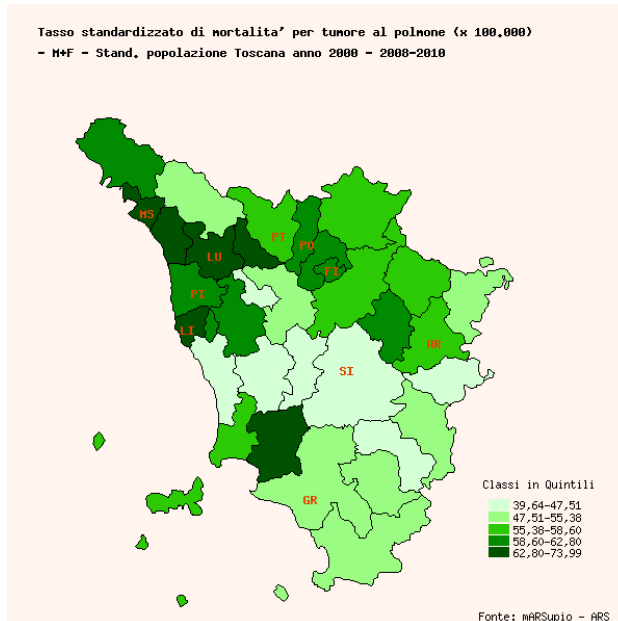 Tasso standardizzato di mortalita' per tumore al polmone (x 100.000)
- M+F - Stand. popolazione Toscana anno 2000 - 2008-2010
MS
PT
PO
LU
FI
PI
LI
AR
SI
GR
Classi in Quintili
39,64-47,51
47,51-55,38
55,38-58,60
58,60-62,80
62,80-73,99
Fonte: mARSupio - ARS